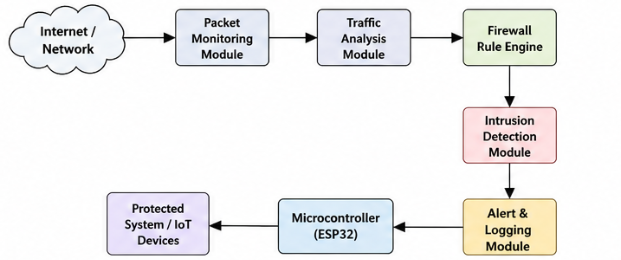 Internet /
Network
Packet
Monitoring
Module
Traffic
Analysis
Module
Firewall
Rule Engine
Intrusion
Detection
Module
Alert &
Logging
Module
Microcontroller
(ESP32)
Protected
System / IoT
Devices